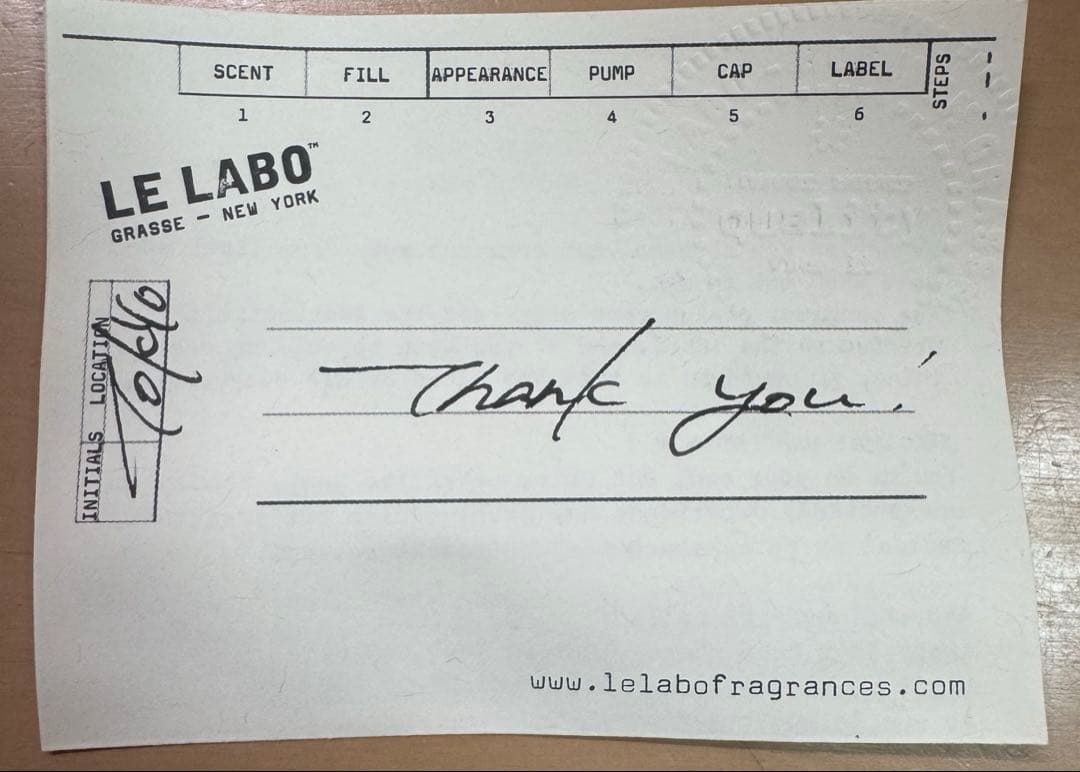 SCENT FILL APPEARANCE PUMP CAP LABEL STEPS
1 2 3 4 5 6
LE LABO™
GRASSE — NEW YORK
INITIALS LOCATION
Tokyo
Thank you!
www.lelabofragrances.com